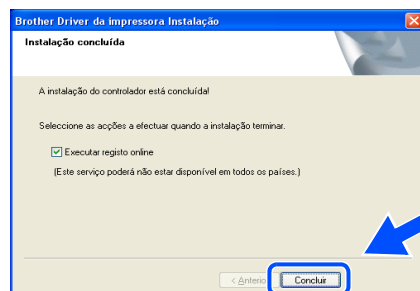 Brother Driver da impressora Instalação
Instalação concluída
A instalação do controlador está concluída!
Seleccione as acções a efectuar quando a instalação terminar.
Executar registo online
(Este serviço poderá não estar disponível em todos os países.)
< Anterio
Concluir